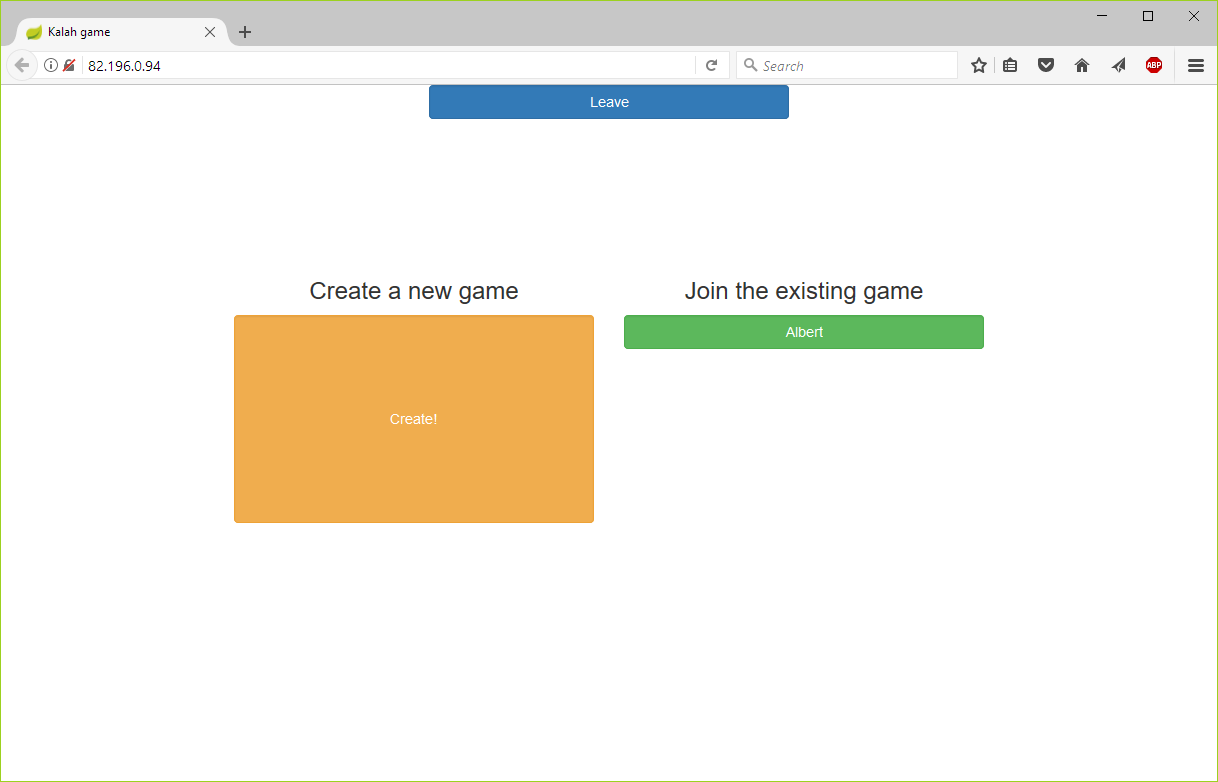 Kalah game
82.196.0.94
Search
ABP
Leave
Create a new game
Join the existing game
Create!
Albert